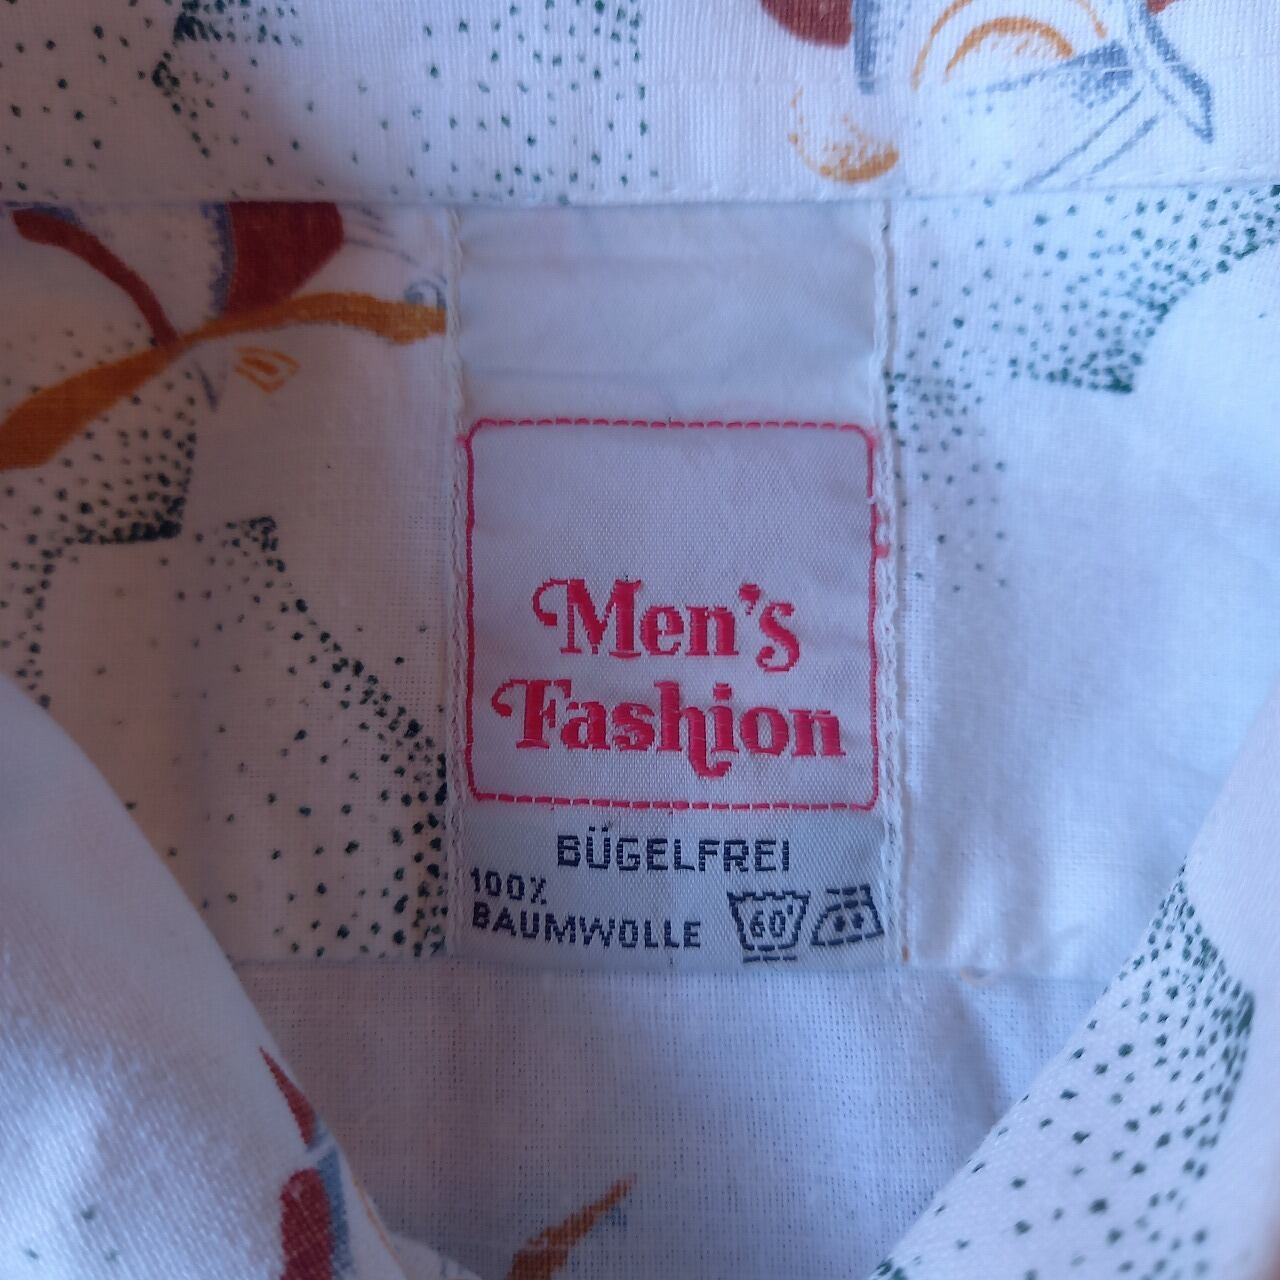 Men's
Fashion
BÜGELFREI
100%
BAUMWOLLE 60°